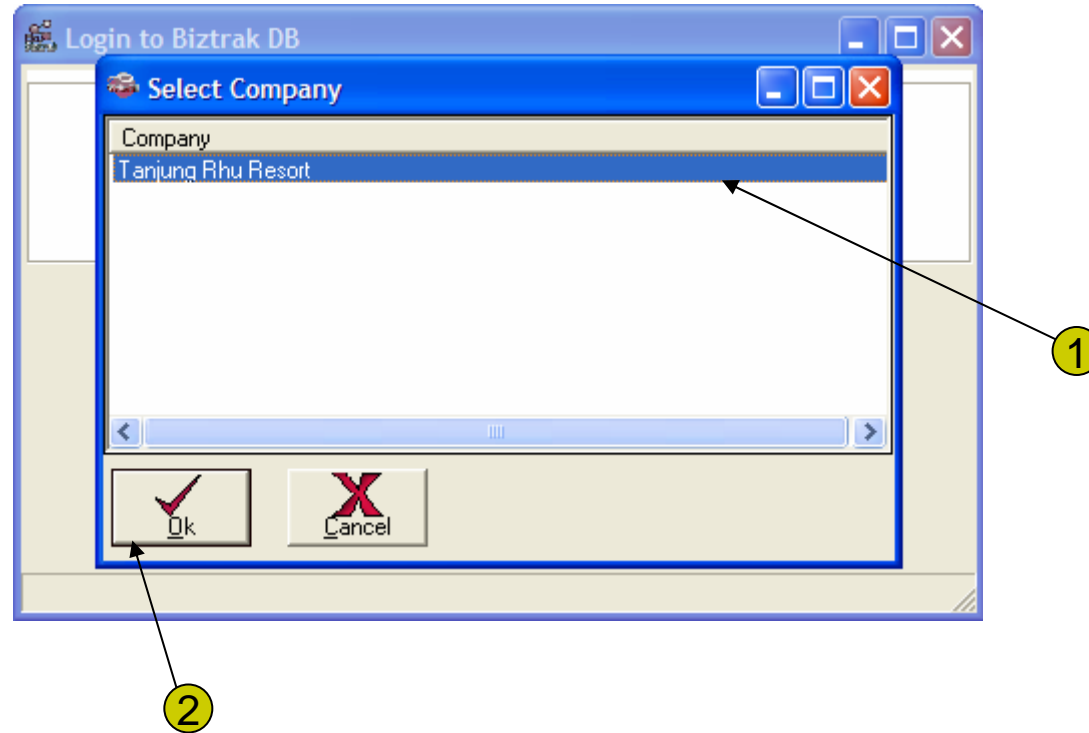 Login to Biztrak DB
Select Company
Company
Tanjung Rhu Resort
1
Ok
Cancel
2